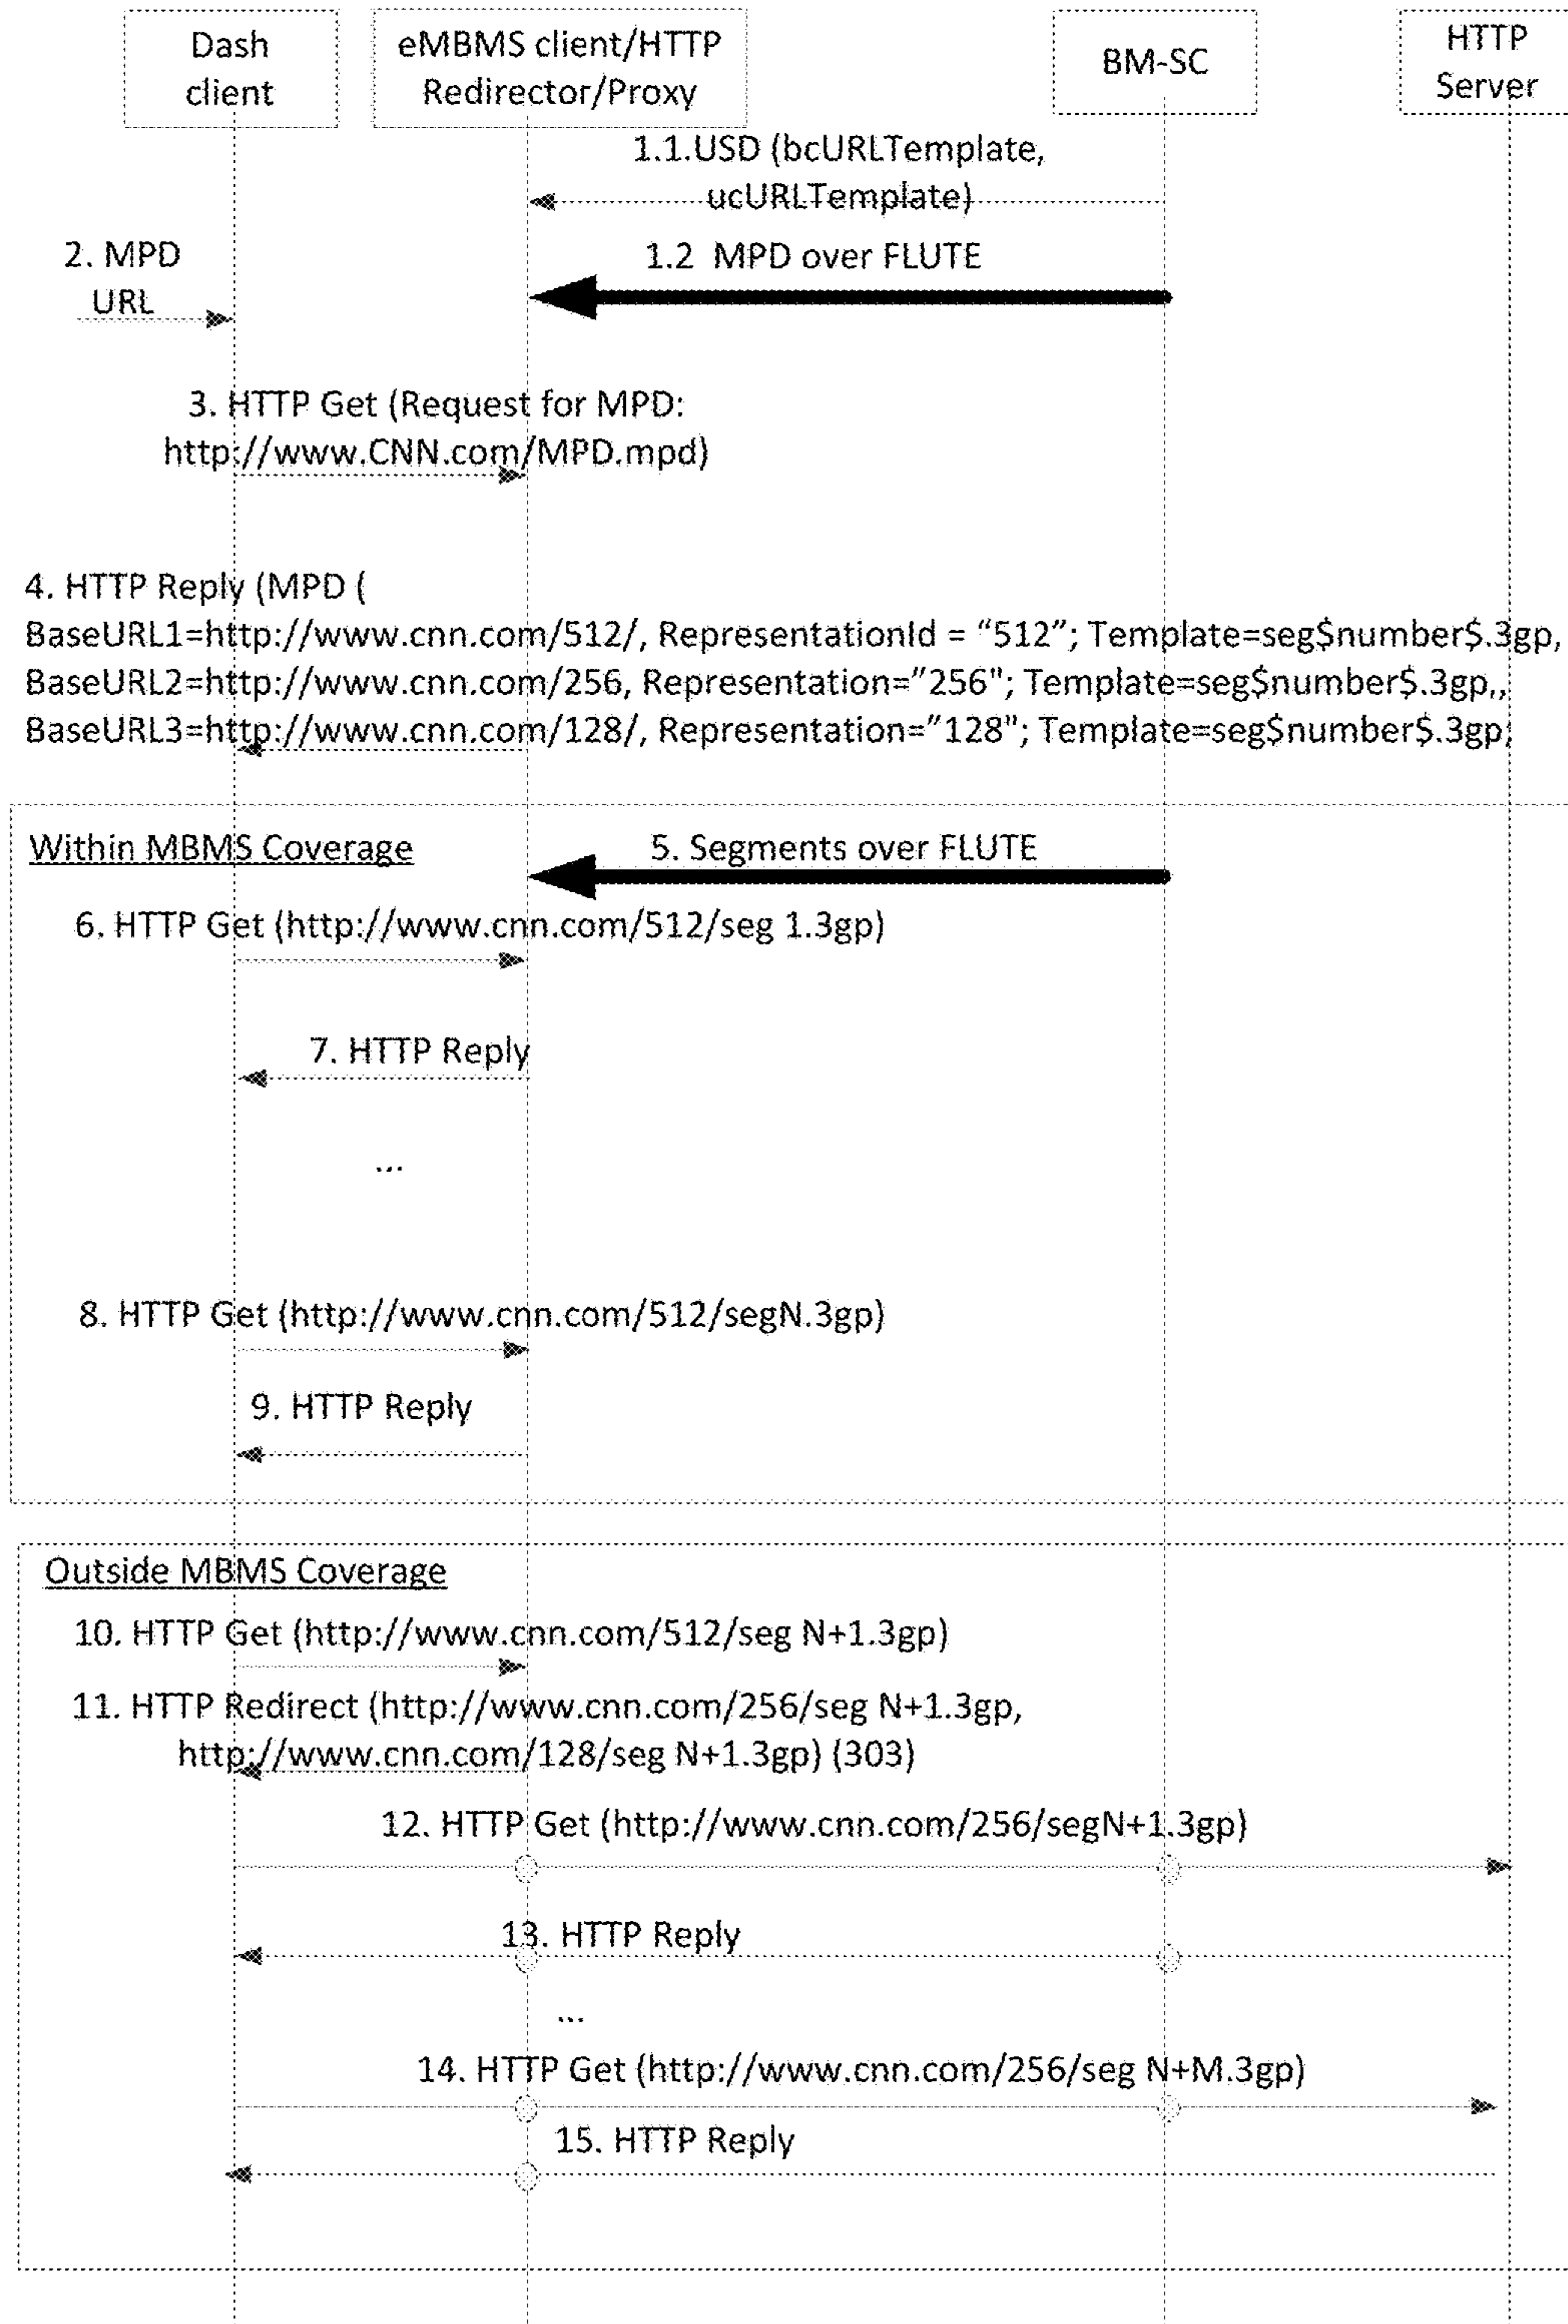 Dash
client
eMBMS client/HTTP
Redirector/Proxy
BM-SC
HTTP
Server
1.1.USD (bcURLTemplate,
ucURLTemplate)
2. MPD
URL
1.2 MPD over FLUTE
3. HTTP Get (Request for MPD:
http://www.CNN.com/MPD.mpd)
4. HTTP Reply (MPD (
BaseURL1=http://www.cnn.com/512/, RepresentationId = “512”; Template=seg$number$.3gp,
BaseURL2=http://www.cnn.com/256, Representation=”256"; Template=seg$number$.3gp,,
BaseURL3=http://www.cnn.com/128/, Representation=”128"; Template=seg$number$.3gp;
Within MBMS Coverage
5. Segments over FLUTE
6. HTTP Get (http://www.cnn.com/512/seg 1.3gp)
7. HTTP Reply
...
8. HTTP Get (http://www.cnn.com/512/segN.3gp)
9. HTTP Reply
Outside MBMS Coverage
10. HTTP Get (http://www.cnn.com/512/seg N+1.3gp)
11. HTTP Redirect (http://www.cnn.com/256/seg N+1.3gp,
http://www.cnn.com/128/seg N+1.3gp) (303)
12. HTTP Get (http://www.cnn.com/256/segN+1.3gp)
13. HTTP Reply
...
14. HTTP Get (http://www.cnn.com/256/seg N+M.3gp)
15. HTTP Reply